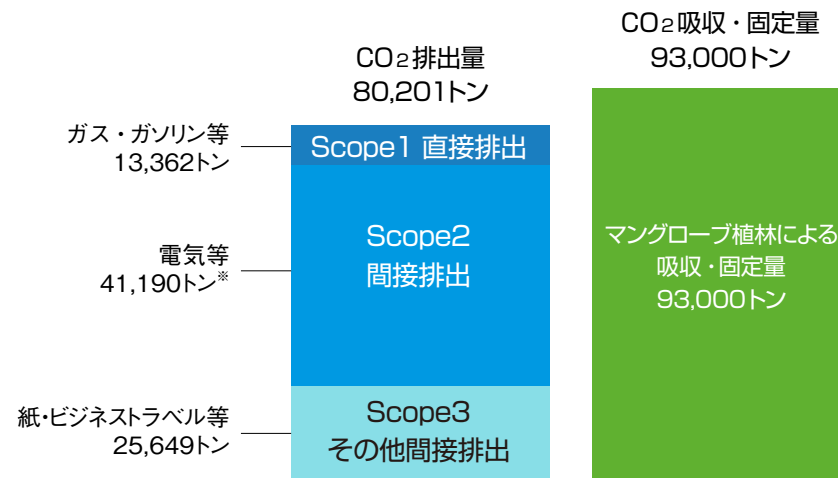 CO2排出量
80,201トン
CO2吸収・固定量
93,000トン
ガス・ガソリン等
13,362トン
Scope1 直接排出
電気等
41,190トン※
Scope2
間接排出
マングローブ植林による
吸収・固定量
93,000トン
紙・ビジネストラベル等
25,649トン
Scope3
その他間接排出